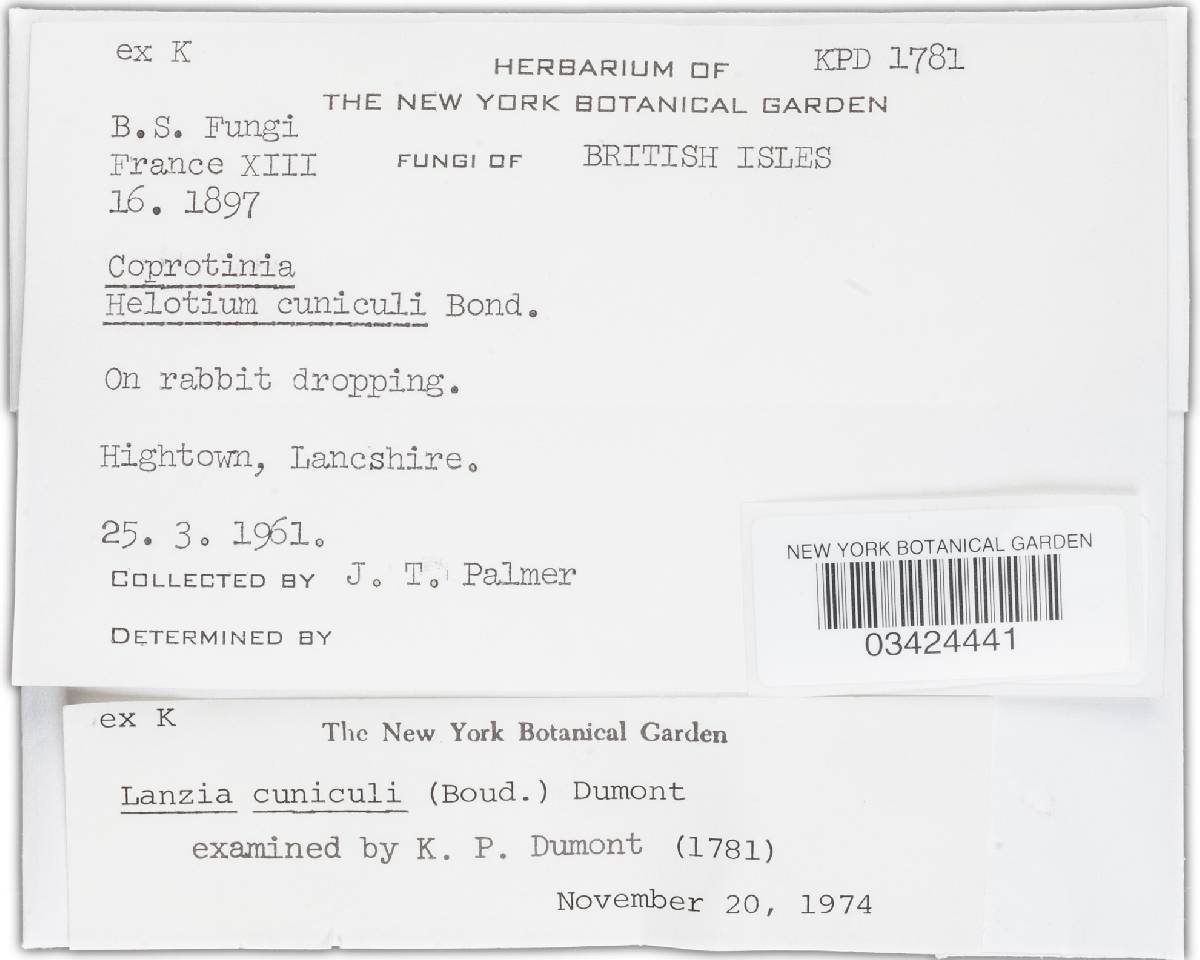 ex K
HERBARIUM OF
KPD 1781
THE NEW YORK BOTANICAL GARDEN
B.S. Fungi
France XIII
FUNGI OF BRITISH ISLES
16. 1897
Coprotinia
Helotium cuniculi Bond.
On rabbit dropping.
Hightown, Lancshire.
25. 3. 1961.
COLLECTED BY J. T. Palmer
DETERMINED BY
NEW YORK BOTANICAL GARDEN
03424441
ex K
The New York Botanical Garden
Lanzia cuniculi (Boud.) Dumont
examined by K. P. Dumont (1781)
November 20, 1974